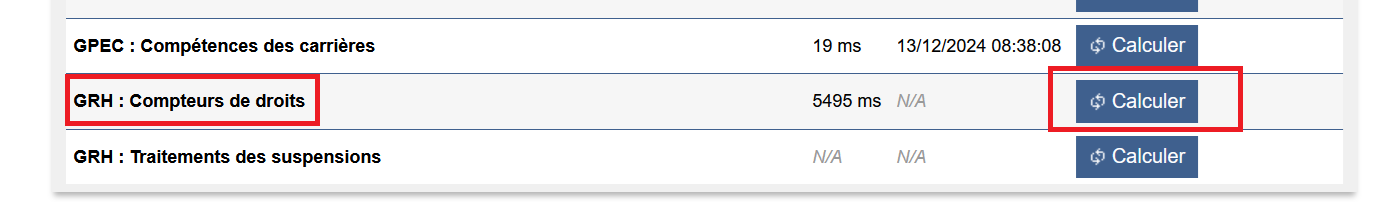 GPEC : Compétences des carrières 19 ms 13/12/2024 08:38:08 Calculer
GRH : Compteurs de droits 5495 ms N/A Calculer
GRH : Traitements des suspensions N/A N/A Calculer